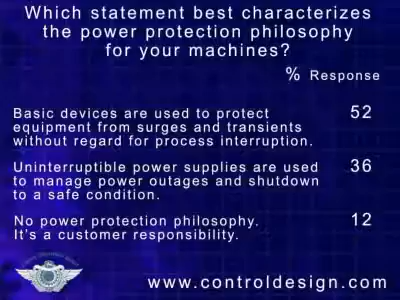 Which statement best characterizes
the power protection philosophy
for your machines?
% Response
Basic devices are used to protect 52
equipment from surges and transients
without regard for process interruption.
Uninterruptible power supplies are used 36
to manage power outages and shutdown
to a safe condition.
No power protection philosophy. 12
It's a customer responsibility.
www.controldesign.com